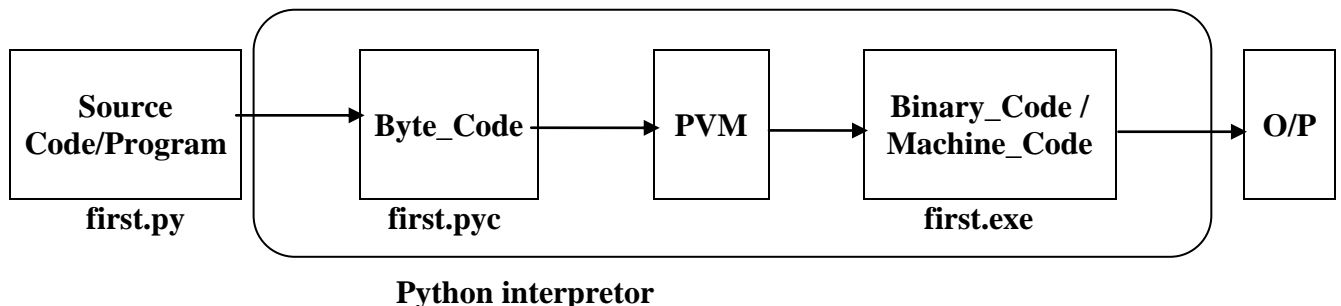 Source
Code/Program
Byte_Code
PVM
Binary_Code /
Machine_Code
O/P
first.py
first.pyc
first.exe
Python interpretor